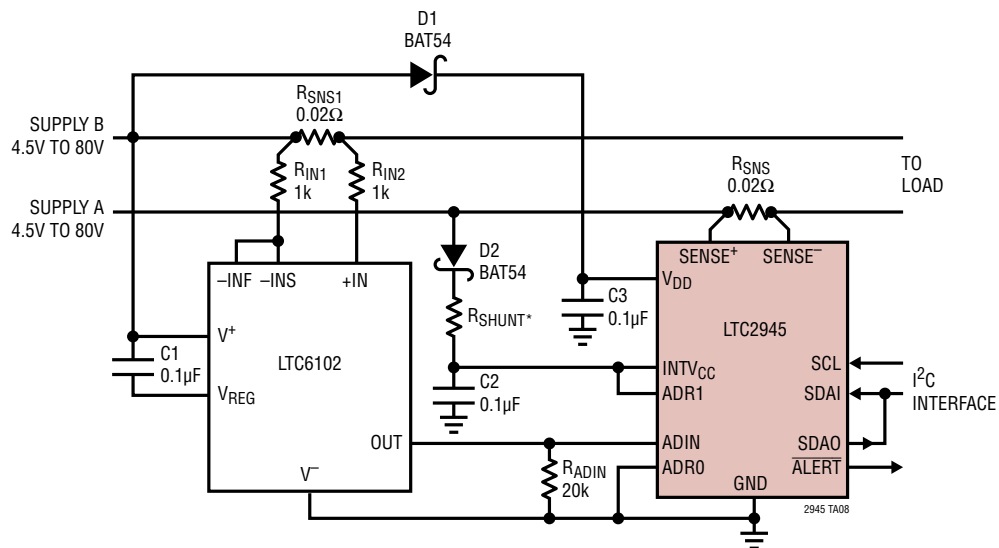 D1
BAT54
RSNS1
0.02Ω
SUPPLY B
4.5V TO 80V
RIN1
1k
RIN2
1k
RSNS
0.02Ω
TO
LOAD
SUPPLY A
4.5V TO 80V
D2
BAT54
SENSE+ SENSE–
–INF –INS +IN
VDD
C3
0.1µF
RSHUNT*
V+
LTC6102
LTC2945
C1
0.1µF
VREG
INTVCC
ADR1
SCL
SDAI
I2C
INTERFACE
C2
0.1µF
OUT
ADIN
SDAO
RADIN
20k
ADR0
ALERT
V–
GND
2945 TA08